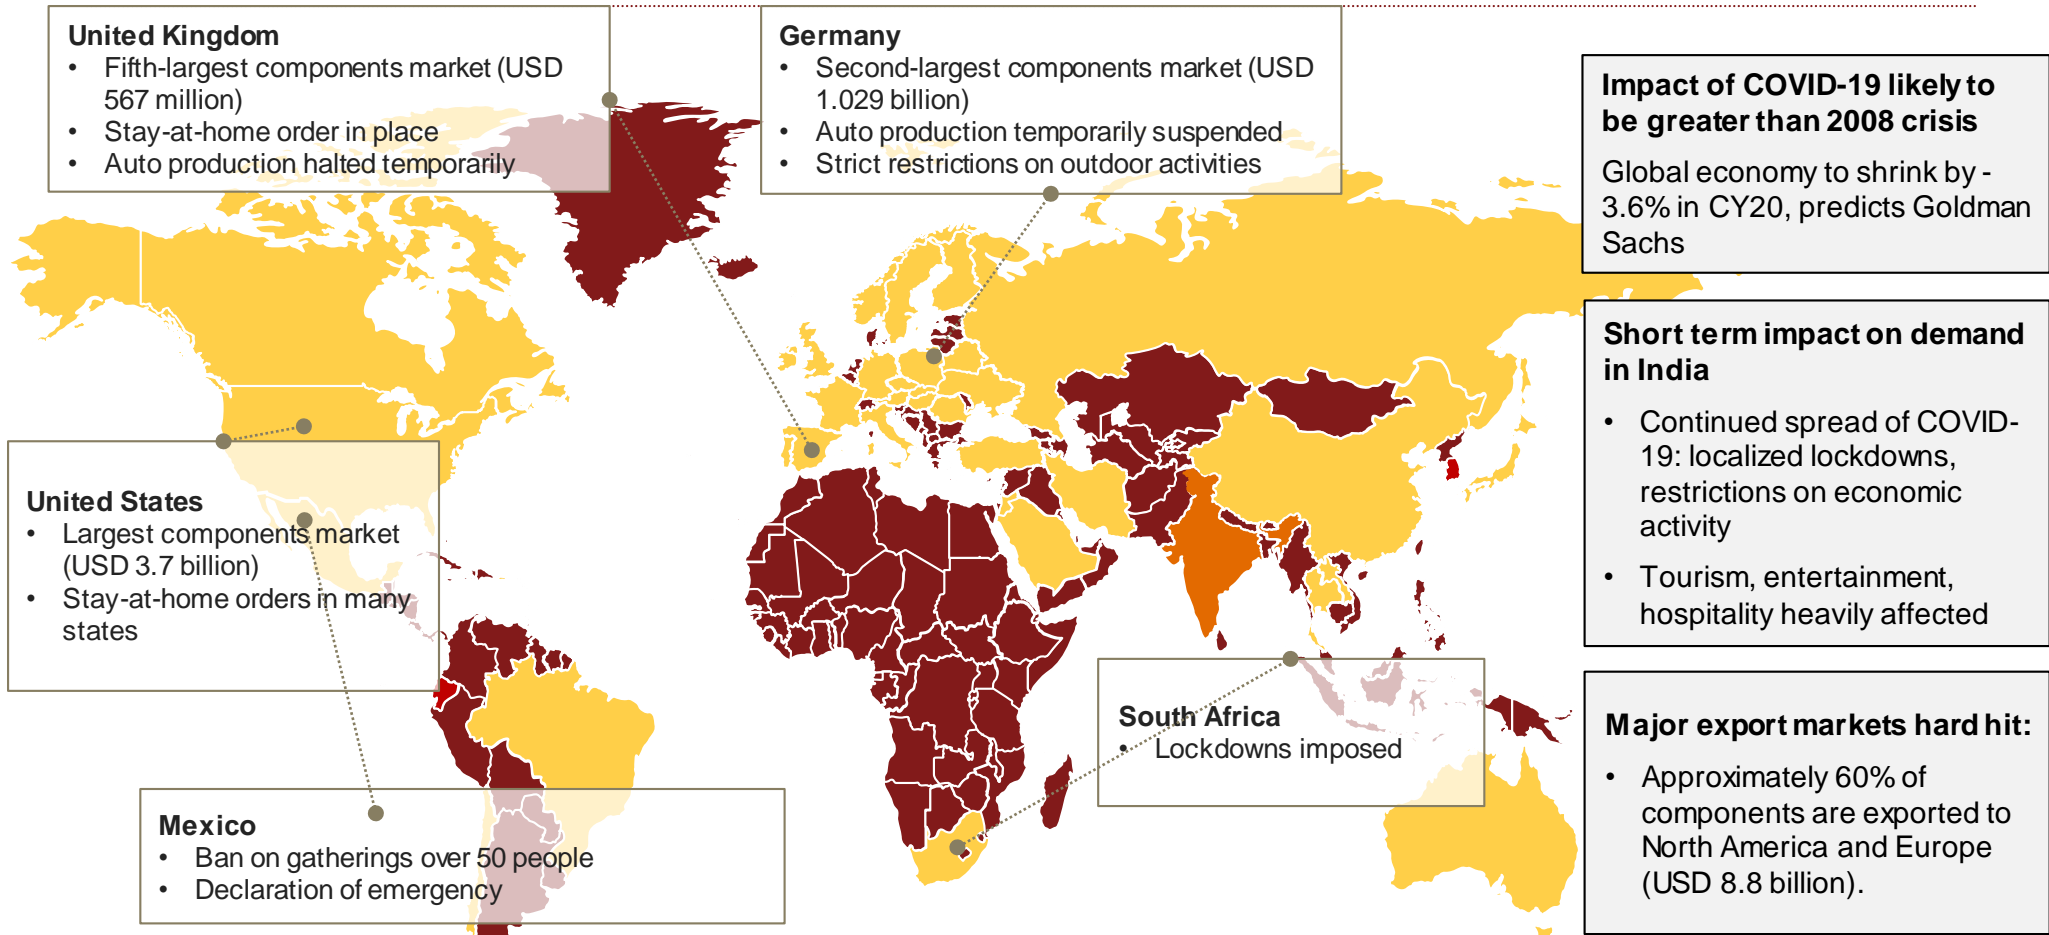 United Kingdom
• Fifth-largest components market (USD
567 million)
• Stay-at-home order in place
• Auto production halted temporarily
Germany
• Second-largest components market (USD
1.029 billion)
• Auto production temporarily suspended
• Strict restrictions on outdoor activities
Impact of COVID-19 likely to
be greater than 2008 crisis
Global economy to shrink by -
3.6% in CY20, predicts Goldman
Sachs
Short term impact on demand
in India
• Continued spread of COVID-
19: localized lockdowns,
restrictions on economic
activity
• Tourism, entertainment,
hospitality heavily affected
United States
• Largest components market
(USD 3.7 billion)
• Stay-at-home orders in many
states
South Africa
• Lockdowns imposed
Major export markets hard hit:
• Approximately 60% of
components are exported to
North America and Europe
(USD 8.8 billion).
Mexico
• Ban on gatherings over 50 people
• Declaration of emergency